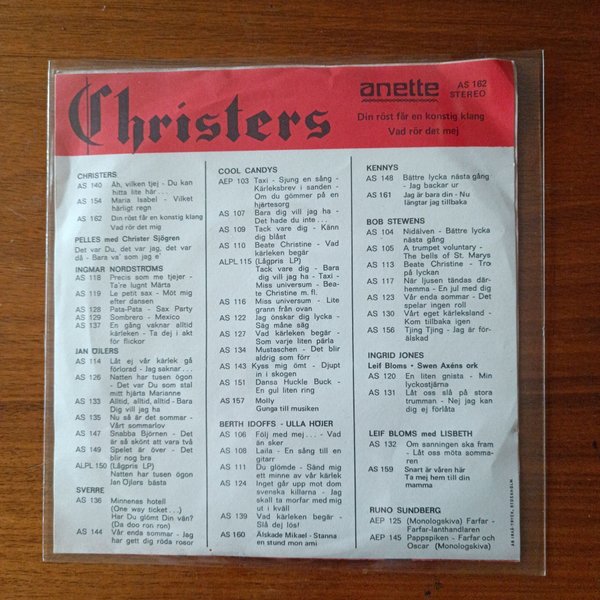 Christers
anette
AS 162
STEREO
Din röst får en konstig klang
Vad rör det mej
CHRISTERS
AS 140 Åh, vilken tjej - Du kan
hitta lite här . . .
AS 154 Maria Isabel - Vilket
härligt regn
AS 162 Din röst får en konstig klang
Vad rör det mig
PELLES med Christer Sjögren
Det var Du, det var jag, det var
då - Bara va' som jag e'
INGMAR NORDSTRÖMS
AS 118 Precis som me tjejer -
Ta're lugnt Märta
AS 119 Le petit sax - Möt mig
efter dansen
AS 128 Pata-Pata - Sax Party
AS 129 Sombrero - Mexico
AS 137 En gång vaknar alltid
kärleken - Ta dej i akt
för flickor
JAN ÖJLERS
AS 114 Låt ej vår kärlek gå
förlorad - Jag saknar . . .
AS 126 Natten har tusen ögon
- Det var Du som stal
mitt hjärta Marianne
AS 133 Alltid, alltid, alltid - Bara
Dig vill jag ha
AS 135 Nu så är det sommar -
Vårt sommarlov
AS 147 Snabba Björnen - Det
är så skönt att vara två
AS 149 Spelet är över - Det
blir nog bra
ALPL 150 (Lågpris LP)
Natten har tusen ögon
Jan Öjlers bästa
SVERRE
AS 136 Minnenas hotell
(One way ticket . . .)
Har Du glömt Din vän?
(Da doo ron ron)
AS 144 Vår enda sommar - Jag
har gett dig röda rosor
COOL CANDYS
AEP 103 Taxi - Sjung en sång -
Kärleksbrev i sanden -
Om du gömmer på en
hjärtesorg
AS 107 Bara dig vill jag ha -
Det hade du inte . . .
AS 109 Tack vare dig - Känn
dig blåst
AS 110 Beate Christine - Vad
kärleken begär
ALPL 115 (Lågpris LP)
Tack vare dig - Bara
dig vill jag ha - Taxi -
Miss universum - Bea-
te Christine m. fl.
AS 116 Miss universum - Lite
grann från ovan
AS 122 Jag önskar dig lycka -
Säg måne säg
AS 127 Vad kärleken begär -
Som varje liten pärla
AS 134 Mustaschen - Det blir
aldrig som förr
AS 143 Kyss mig ömt - Djupt
in i skogen
AS 151 Dansa Huckle Buck -
En gul liten ring
AS 157 Molly
Gunga till musiken
BERTH IDOFFS - ULLA HÖIER
AS 106 Följ med mej . . . - Vad
än sker
AS 108 Laila - En sång till en
gitarr
AS 111 Du glömde - Sänd mig
ett minne av vår kärlek
AS 124 Inget går upp mot dom
svenska killarna - Jag
skall ta morfar med mig
ut i kväll
AS 139 Vad kärleken begär -
Slå dej lös!
AS 160 Älskade Mikael - Stanna
en stund mon ami
KENNYS
AS 148 Bättre lycka nästa gång
- Jag backar ur
AS 161 Jag är bara din - Nu
längtar jag tillbaka
BOB STEWENS
AS 104 Nidälven - Bättre lycka
nästa gång
AS 105 A trumpet voluntary -
The bells of St. Marys
AS 113 Beate Christine - Tro
på lyckan
AS 117 När ljusen tändas där-
hemma - En jul med dig
AS 123 Vår enda sommar - Det
spelar ingen roll
AS 130 Vårt eget kärleksland -
Kom tillbaka igen
AS 156 Tjing Tjing - Jag är för-
älskad
INGRID JONES
Leif Bloms - Swen Axéns ork
AS 120 En liten gnista - Min
lyckostjärna
AS 131 Låt oss slå på stora
trumman - Nej jag kan
dig ej förlåta
LEIF BLOMS med LISBETH
AS 132 Om sanningen ska fram
- Låt oss möta somma-
ren
AS 159 Snart är våren här
Ta mej hem till din
mamma
RUNO SUNDBERG
AEP 125 (Monologskiva) Farfar -
Farfar-lanthandlaren
AEP 145 Pappspiken - Farfar och
Oscar (Monologskiva)
STOCKHOLM